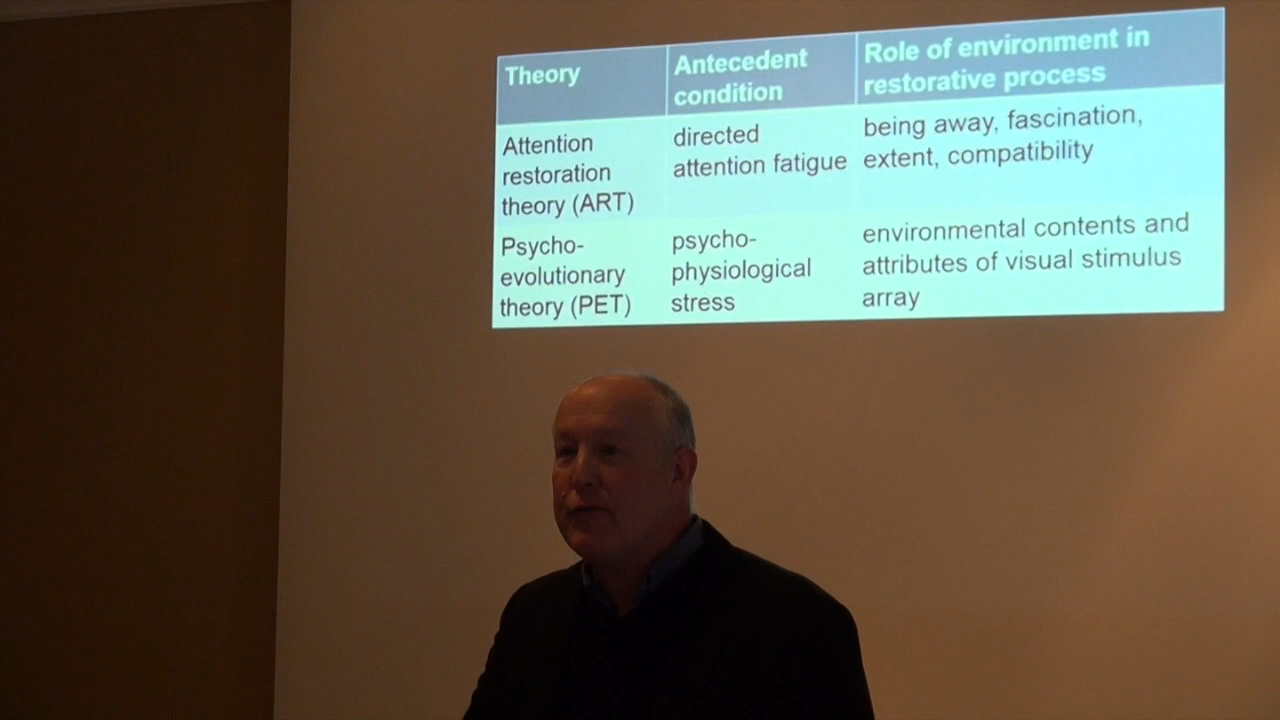 Theory
Antecedent
condition
Role of environment in
restorative process
Attention
restoration
theory (ART)
directed
attention fatigue
being away, fascination,
extent, compatibility
Psycho-
evolutionary
theory (PET)
psycho-
physiological
stress
environmental contents and
attributes of visual stimulus
array